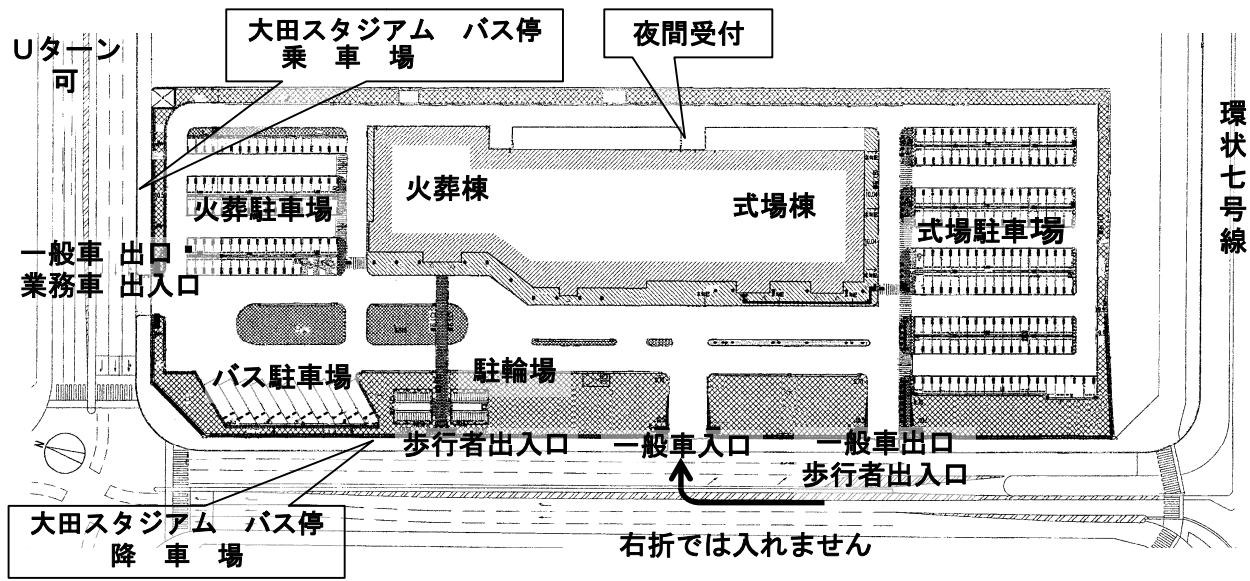 Uターン
可
大田スタジアム　バス停
乗　車　場
夜間受付
環状七号線
火葬棟
式場棟
火葬駐車場
式場駐車場
一般車 出口
業務車 出入口
バス駐車場
駐輪場
歩行者出入口
一般車入口
一般車出口
歩行者出入口
N
大田スタジアム　バス停
降　車　場
右折では入れません